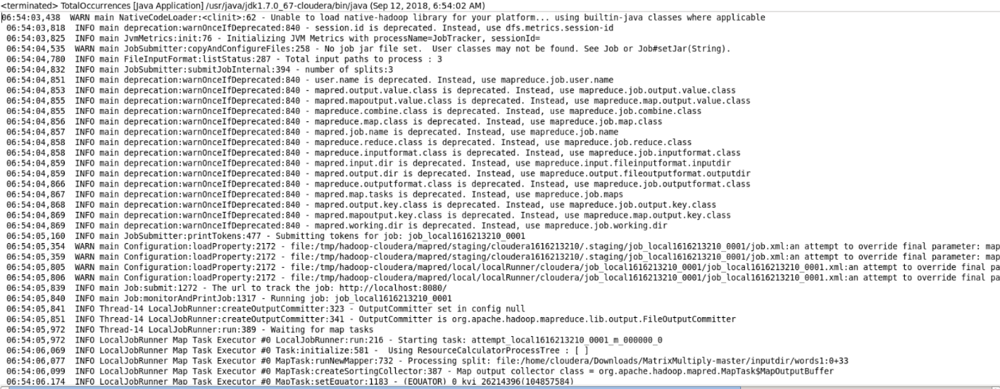 <terminated> TotalOccurrences [Java Application] /usr/java/jdk1.7.0_67-cloudera/bin/java (Sep 12, 2018, 6:54:02 AM)
06:54:03,438  WARN main NativeCodeLoader:<clinit>:62 - Unable to load native-hadoop library for your platform... using builtin-java classes where applicable
06:54:03,818  INFO main deprecation:warnOnceIfDeprecated:840 - session.id is deprecated. Instead, use dfs.metrics.session-id
06:54:03,825  INFO main JvmMetrics:init:76 - Initializing JVM Metrics with processName=JobTracker, sessionId=
06:54:04,535  WARN main JobSubmitter:copyAndConfigureFiles:258 - No job jar file set.  User classes may not be found. See Job or Job#setJar(String).
06:54:04,780  INFO main FileInputFormat:listStatus:287 - Total input paths to process : 3
06:54:04,832  INFO main JobSubmitter:submitJobInternal:394 - number of splits:3
06:54:04,851  INFO main deprecation:warnOnceIfDeprecated:840 - user.name is deprecated. Instead, use mapreduce.job.user.name
06:54:04,853  INFO main deprecation:warnOnceIfDeprecated:840 - mapred.output.value.class is deprecated. Instead, use mapreduce.job.output.value.class
06:54:04,855  INFO main deprecation:warnOnceIfDeprecated:840 - mapred.mapoutput.value.class is deprecated. Instead, use mapreduce.map.output.value.class
06:54:04,855  INFO main deprecation:warnOnceIfDeprecated:840 - mapreduce.combine.class is deprecated. Instead, use mapreduce.job.combine.class
06:54:04,856  INFO main deprecation:warnOnceIfDeprecated:840 - mapreduce.map.class is deprecated. Instead, use mapreduce.job.map.class
06:54:04,857  INFO main deprecation:warnOnceIfDeprecated:840 - mapred.job.name is deprecated. Instead, use mapreduce.job.name
06:54:04,858  INFO main deprecation:warnOnceIfDeprecated:840 - mapreduce.reduce.class is deprecated. Instead, use mapreduce.job.reduce.class
06:54:04,858  INFO main deprecation:warnOnceIfDeprecated:840 - mapreduce.inputformat.class is deprecated. Instead, use mapreduce.job.inputformat.class
06:54:04,859  INFO main deprecation:warnOnceIfDeprecated:840 - mapred.input.dir is deprecated. Instead, use mapreduce.input.fileinputformat.inputdir
06:54:04,859  INFO main deprecation:warnOnceIfDeprecated:840 - mapred.output.dir is deprecated. Instead, use mapreduce.output.fileoutputformat.outputdir
06:54:04,866  INFO main deprecation:warnOnceIfDeprecated:840 - mapreduce.outputformat.class is deprecated. Instead, use mapreduce.job.outputformat.class
06:54:04,867  INFO main deprecation:warnOnceIfDeprecated:840 - mapred.map.tasks is deprecated. Instead, use mapreduce.job.maps
06:54:04,868  INFO main deprecation:warnOnceIfDeprecated:840 - mapred.output.key.class is deprecated. Instead, use mapreduce.job.output.key.class
06:54:04,869  INFO main deprecation:warnOnceIfDeprecated:840 - mapred.mapoutput.key.class is deprecated. Instead, use mapreduce.map.output.key.class
06:54:04,869  INFO main deprecation:warnOnceIfDeprecated:840 - mapred.working.dir is deprecated. Instead, use mapreduce.job.working.dir
06:54:05,160  INFO main JobSubmitter:printTokens:477 - Submitting tokens for job: job_local1616213210_0001
06:54:05,354  WARN main Configuration:loadProperty:2172 - file:/tmp/hadoop-cloudera/mapred/staging/cloudera1616213210/.staging/job_local1616213210_0001/job.xml:an attempt to override final parameter: map
06:54:05,359  WARN main Configuration:loadProperty:2172 - file:/tmp/hadoop-cloudera/mapred/staging/cloudera1616213210/.staging/job_local1616213210_0001/job.xml:an attempt to override final parameter: map
06:54:05,805  WARN main Configuration:loadProperty:2172 - file:/tmp/hadoop-cloudera/mapred/local/localRunner/cloudera/job_local1616213210_0001/job_local1616213210_0001.xml:an attempt to override final pa
06:54:05,806  WARN main Configuration:loadProperty:2172 - file:/tmp/hadoop-cloudera/mapred/local/localRunner/cloudera/job_local1616213210_0001/job_local1616213210_0001.xml:an attempt to override final pa
06:54:05,839  INFO main Job:submit:1272 - The url to track the job: http://localhost:8080/
06:54:05,840  INFO main Job:monitorAndPrintJob:1317 - Running job: job_local1616213210_0001
06:54:05,841  INFO Thread-14 LocalJobRunner:createOutputCommitter:323 - OutputCommitter set in config null
06:54:05,851  INFO Thread-14 LocalJobRunner:createOutputCommitter:341 - OutputCommitter is org.apache.hadoop.mapreduce.lib.output.FileOutputCommitter
06:54:05,972  INFO Thread-14 LocalJobRunner:run:389 - Waiting for map tasks
06:54:05,972  INFO LocalJobRunner Map Task Executor #0 LocalJobRunner:run:216 - Starting task: attempt_local1616213210_0001_m_000000_0
06:54:06,069  INFO LocalJobRunner Map Task Executor #0 Task:initialize:581 -  Using ResourceCalculatorProcessTree : [ ]
06:54:06,077  INFO LocalJobRunner Map Task Executor #0 MapTask:runNewMapper:732 - Processing split: file:/home/cloudera/Downloads/MatrixMultiply-master/inputdir/words1:0+33
06:54:06,099  INFO LocalJobRunner Map Task Executor #0 MapTask:createSortingCollector:387 - Map output collector class = org.apache.hadoop.mapred.MapTask$MapOutputBuffer
06:54:06,174  INFO LocalJobRunner Map Task Executor #0 MapTask:setEquator:1183 - (EQUATOR) 0 kvi 26214396(104857584)